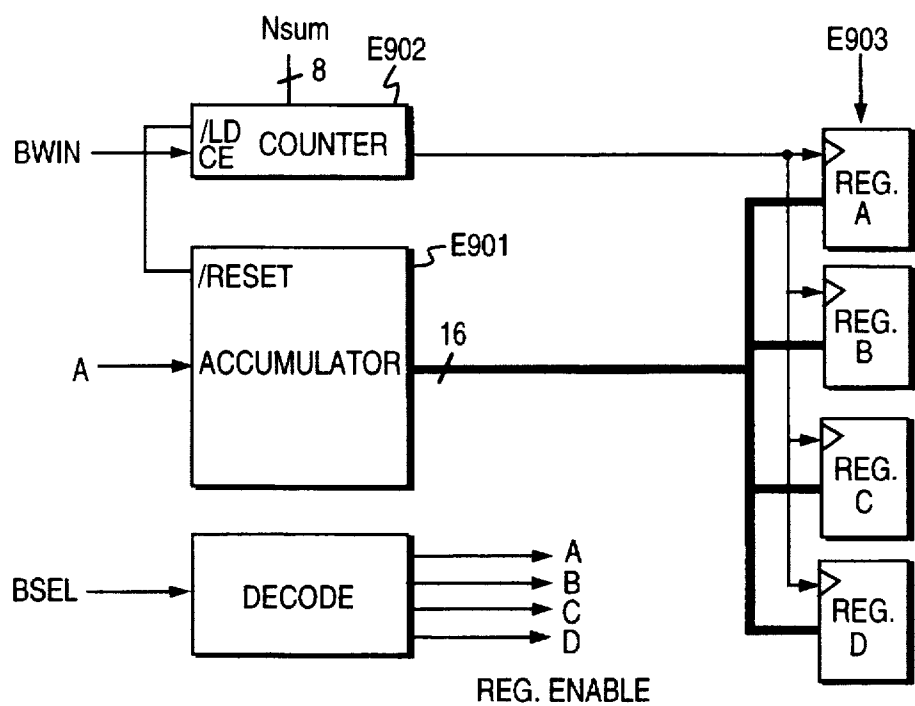 Nsum
8
E902
E903
BWIN
/LD
CE
COUNTER
REG.
A
E901
/RESET
16
A
ACCUMULATOR
REG.
B
REG.
C
BSEL
DECODE
A
B
C
D
REG.
D
REG. ENABLE